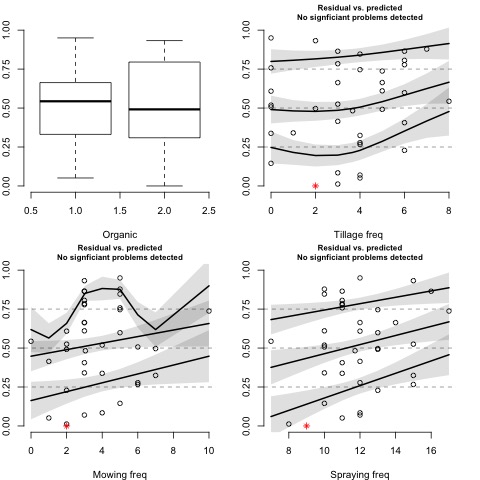 0.00 0.25 0.50 0.75 1.00
0.5 1.0 1.5 2.0 2.5
Organic
Residual vs. predicted
No signficiant problems detected
0.00 0.25 0.50 0.75 1.00
0 2 4 6 8
Tillage freq
Residual vs. predicted
No signficiant problems detected
0.00 0.25 0.50 0.75 1.00
0 2 4 6 8 10
Mowing freq
Residual vs. predicted
No signficiant problems detected
0.00 0.25 0.50 0.75 1.00
8 10 12 14 16
Spraying freq